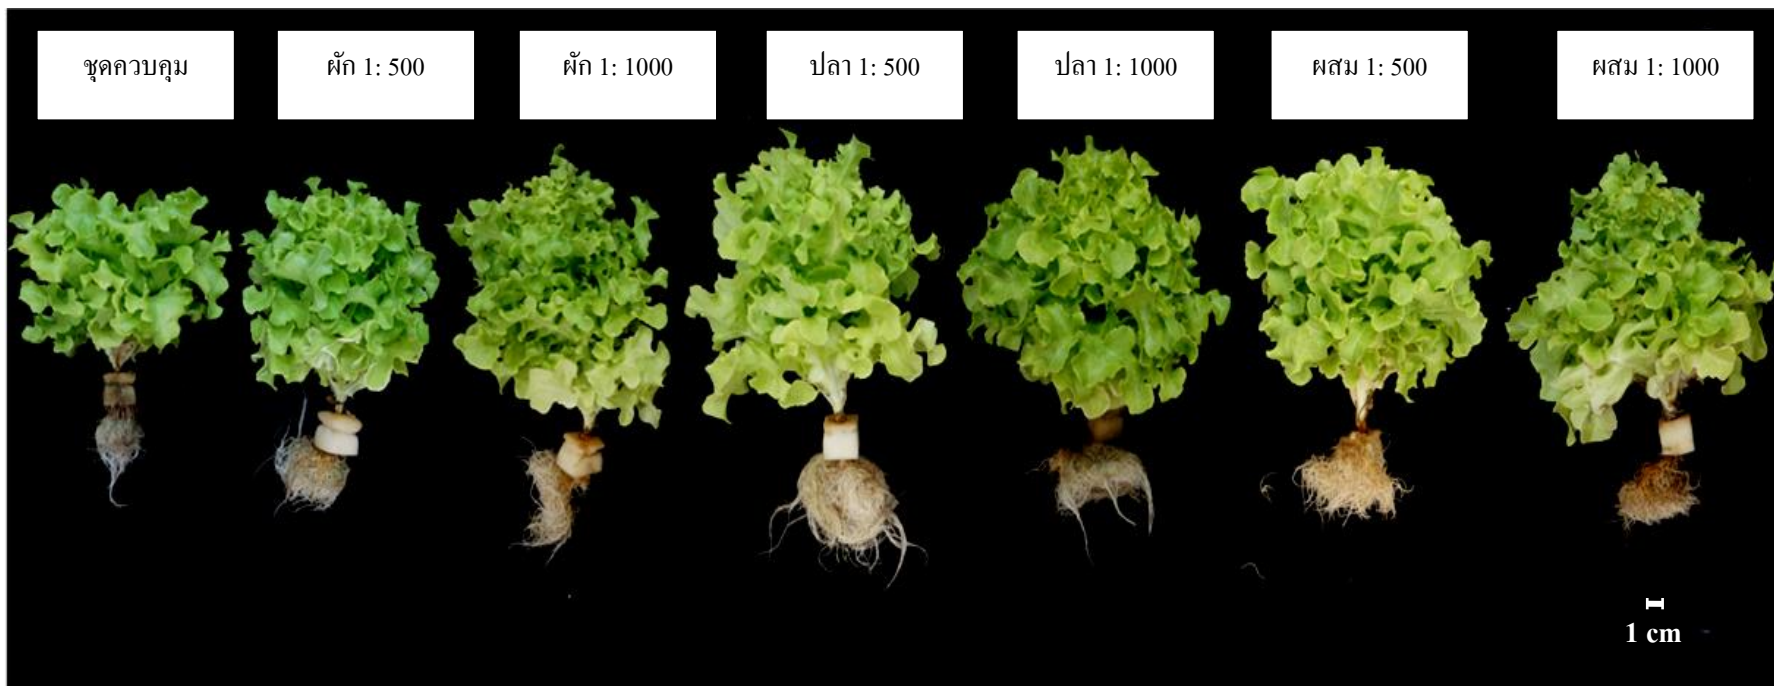 ชุดควบคุม
ผัก 1: 500
ผัก 1: 1000
ปลา 1: 500
ปลา 1: 1000
ผสม 1: 500
ผสม 1: 1000
1 cm